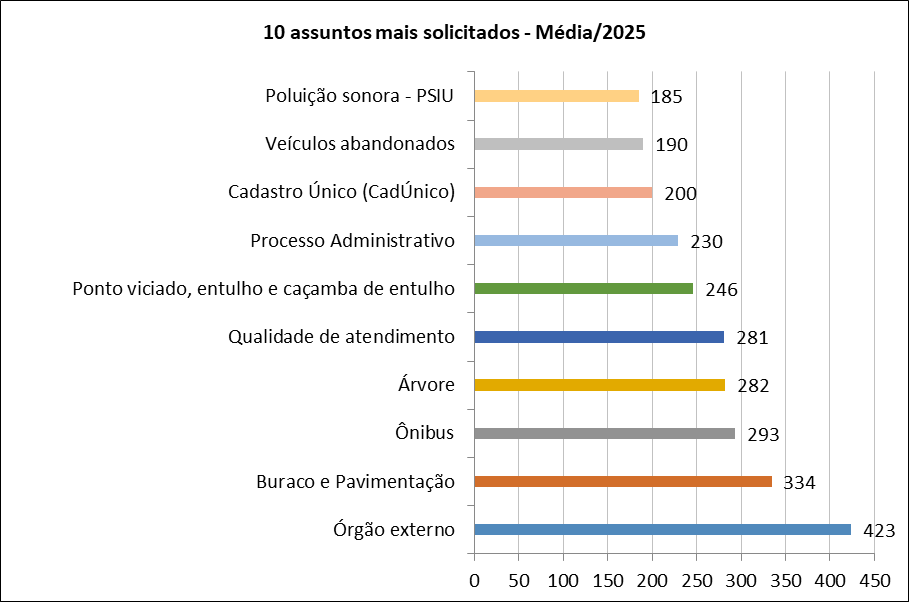 10 assuntos mais solicitados - Média/2025
Poluição sonora - PSIU 185
Veículos abandonados 190
Cadastro Único (CadÚnico) 200
Processo Administrativo 230
Ponto viciado, entulho e caçamba de entulho 246
Qualidade de atendimento 281
Árvore 282
Ônibus 293
Buraco e Pavimentação 334
Órgão externo 423
0 50 100 150 200 250 300 350 400 450